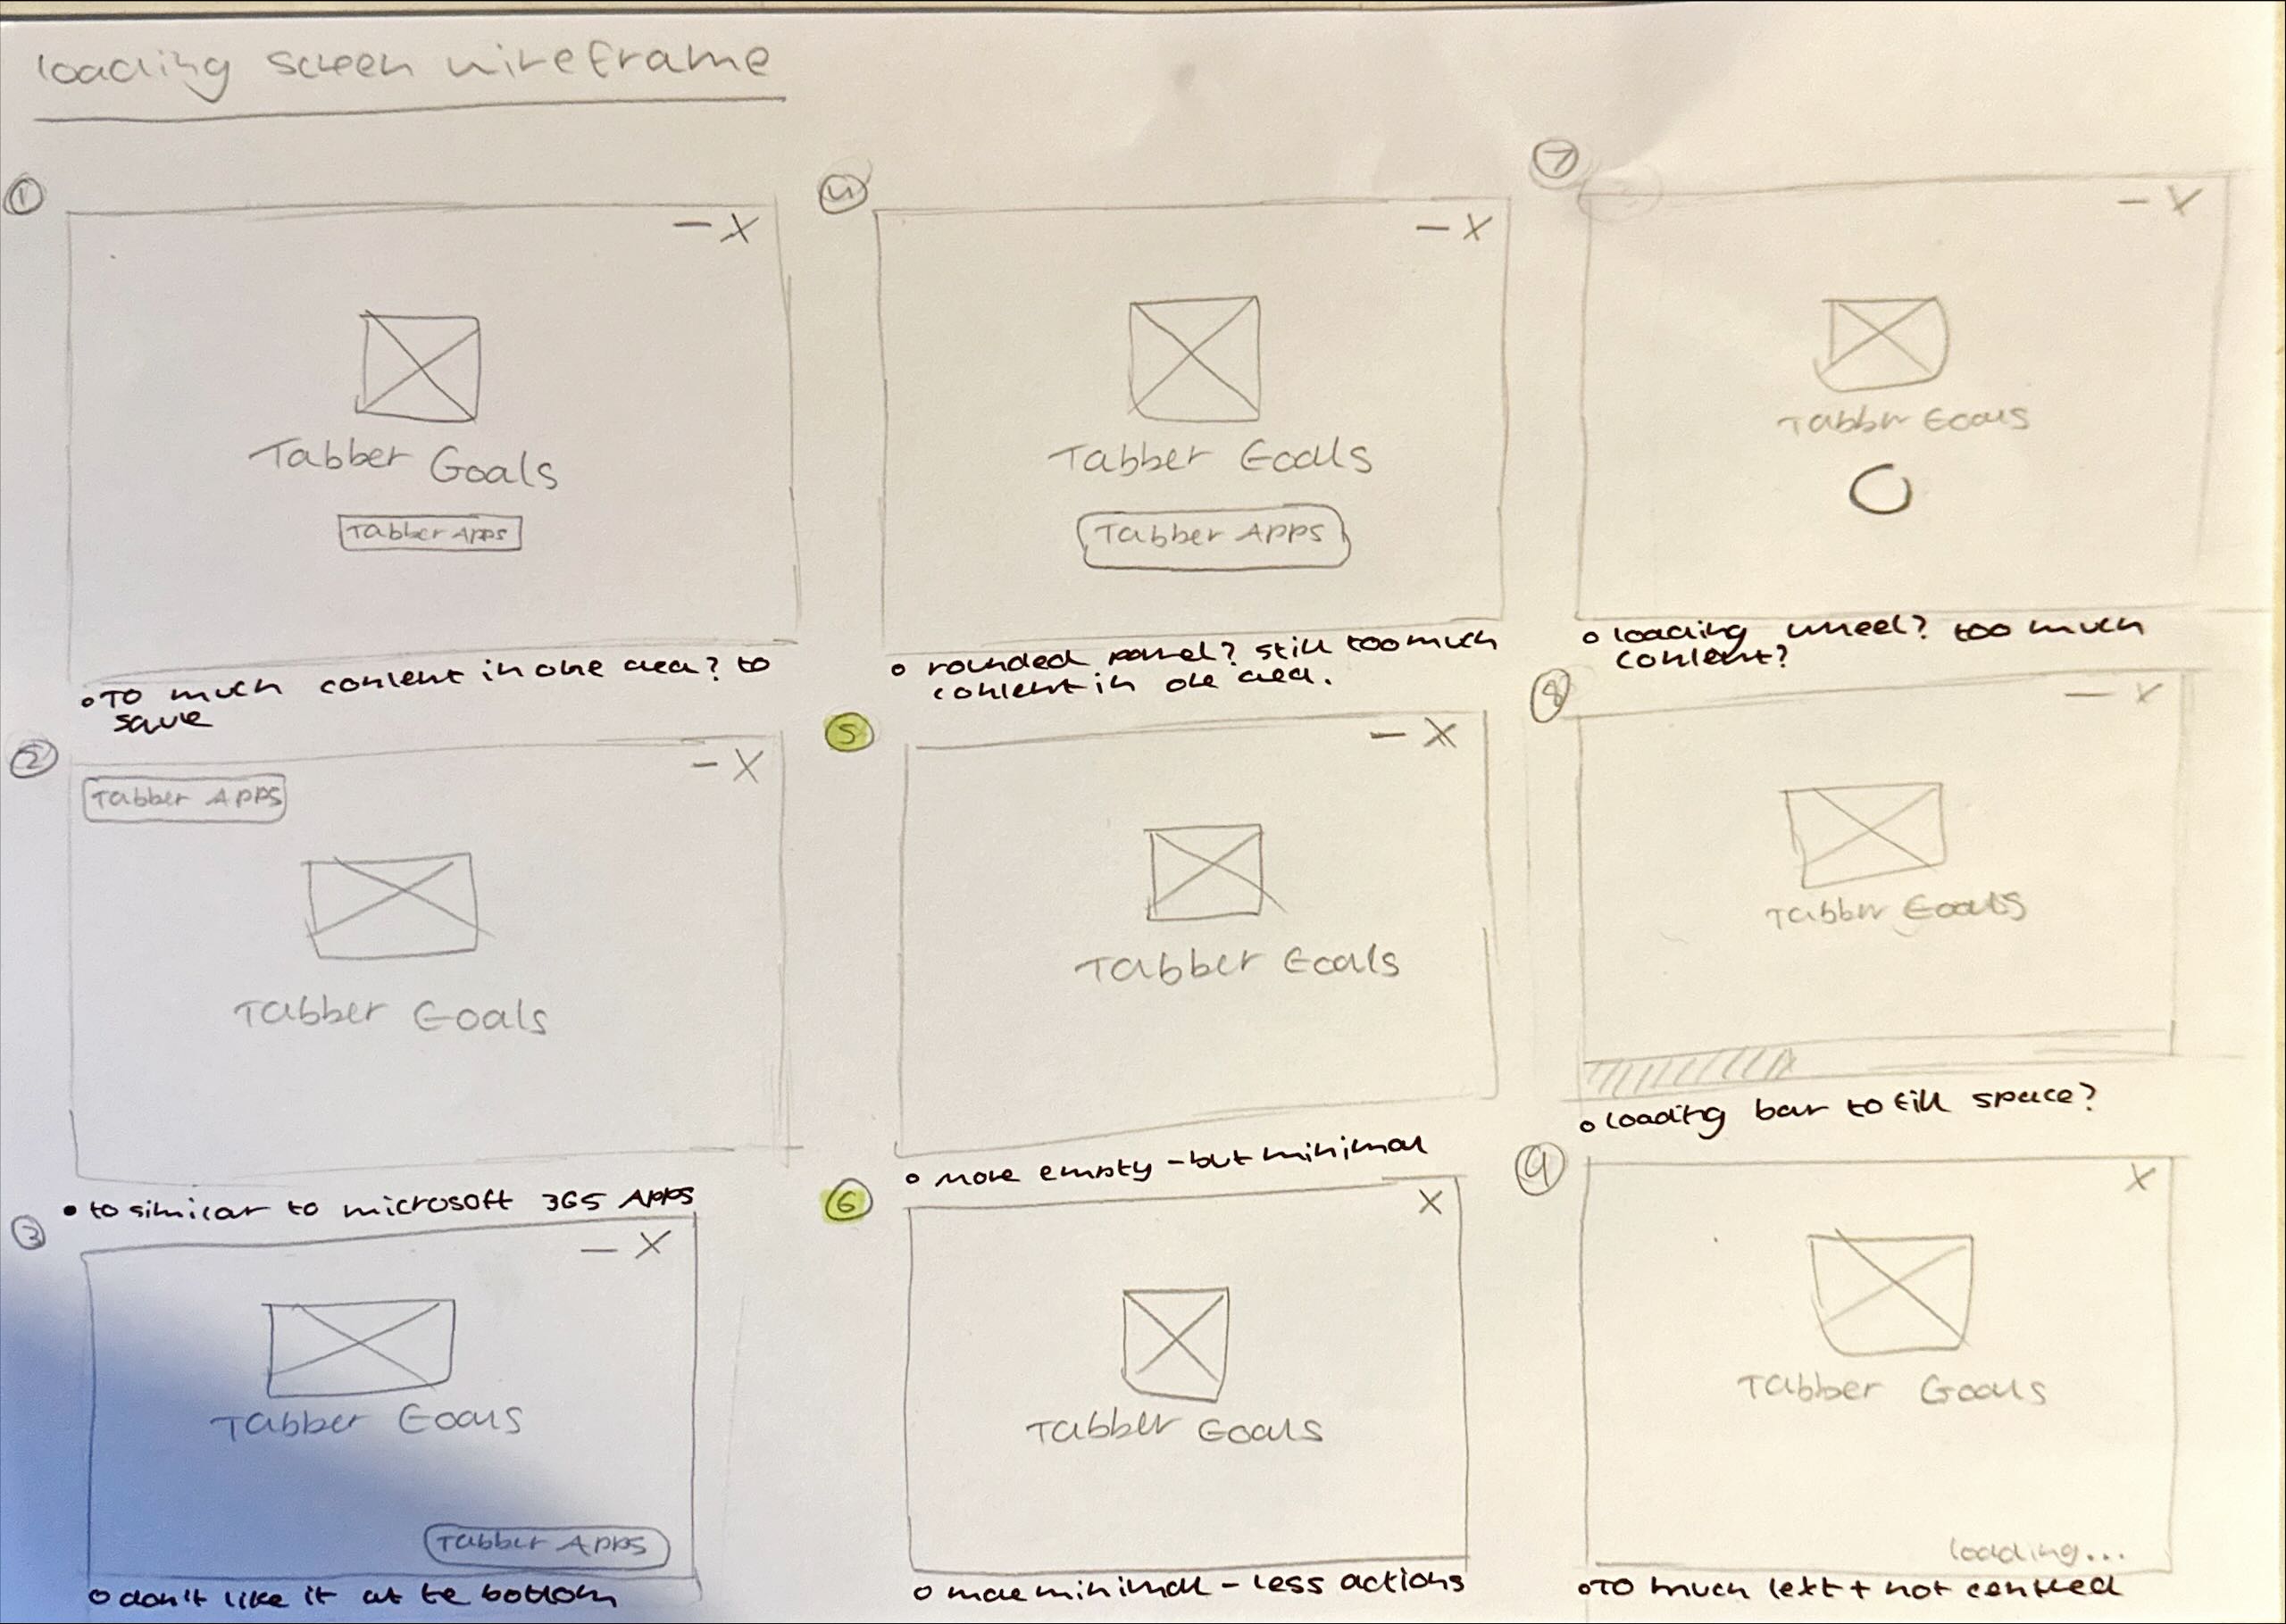 loading screen wireframe
①
— X
Tabber Goals
Tabber Apps
• To much content in one area? to
same
②
— X
Tabber Apps
Tabber Goals
• to similar to microsoft 365 Apps
③
— X
Tabber Goals
Tabber Apps
• don't like it at te bottom
④
— X
Tabber Goals
Tabber Apps
• rounded panel? still too much
content in one area.
⑤
— X
Tabber Goals
• more empty - but minimal
⑥
X
Tabber Goals
• more minimal - less actions
⑦
— X
Tabber Goals
• loading wheel? too much
content?
⑧
— X
Tabber Goals
• loading bar to fill space?
⑨
X
Tabber Goals
loading...
• To much text + not centred